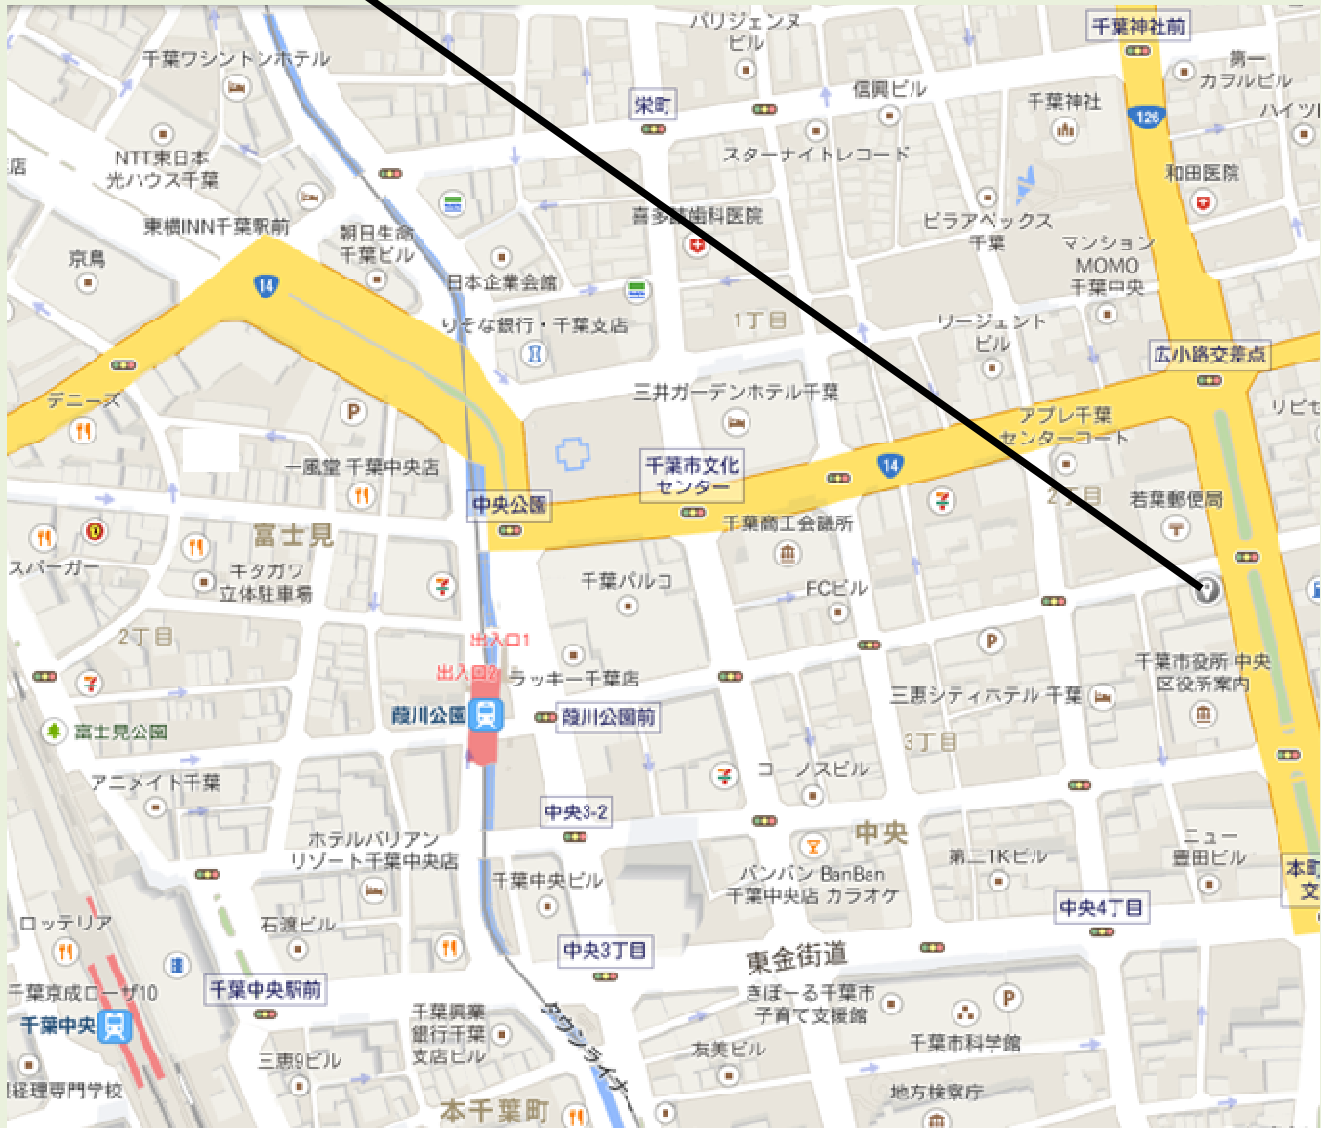 パリジェンヌ
ビル
千葉神社前
千葉ワシントンホテル
第一
カヲルビル
信興ビル
栄町
千葉神社
126
NTT東日本
光ハウス千葉
店
スターナイトレコード
和田医院
東横INN千葉駅前
朝日生命
千葉ビル
歯科医院
ビラアペックス
千葉
マンション
MOMO
千葉中央
京鳥
14
日本企業会館
りそな銀行・千葉支店
1丁目
リージェント
ビル
広小路交差点
デニーズ
P
三井ガーデンホテル千葉
アプレ千葉
センターコート
一風堂 千葉中央店
千葉市文化
センター
14
中央公園
2丁目
若葉郵便局
富士見
千葉商工会議所
スバーガー
キタガワ
立体駐車場
千葉パルコ
FCビル
2丁目
出入口1
出入口2
P
ラッキー千葉店
千葉市役所 中央
区役所案内
三恵シティホテル 千葉
葭川公園
葭川公園前
富士見公園
3丁目
アニメイト千葉
コーノスビル
中央3-2
中央
ホテルバリアン
リゾート千葉中央店
ニュー
豊田ビル
第二TKビル
千葉中央ビル
バンバン BanBan
千葉中央店 カラオケ
本町
文
中央4丁目
ロッテリア
石渡ビル
中央3丁目
東金街道
千葉京成ローザ10
千葉中央駅前
きぼーる千葉市
子育て支援館
P
千葉中央
千葉興業
銀行千葉
支店ビル
タウンライナー
千葉市科学館
三恵9ビル
友美ビル
経理専門学校
地方検察庁
本千葉町